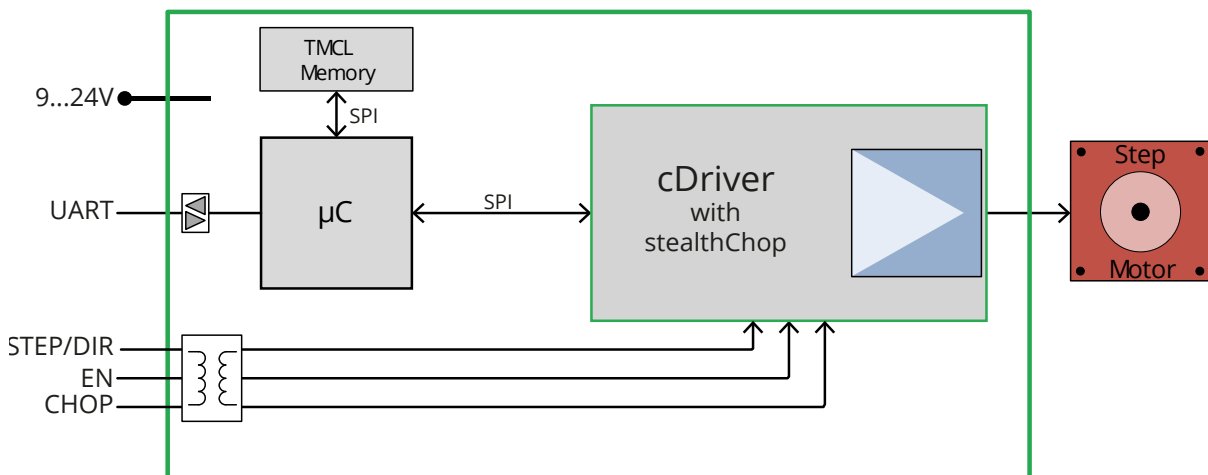 TMCL
Memory
9...24V
SPI
UART
µC
SPI
cDriver
with
stealthChop
Step
Motor
STEP/DIR
EN
CHOP